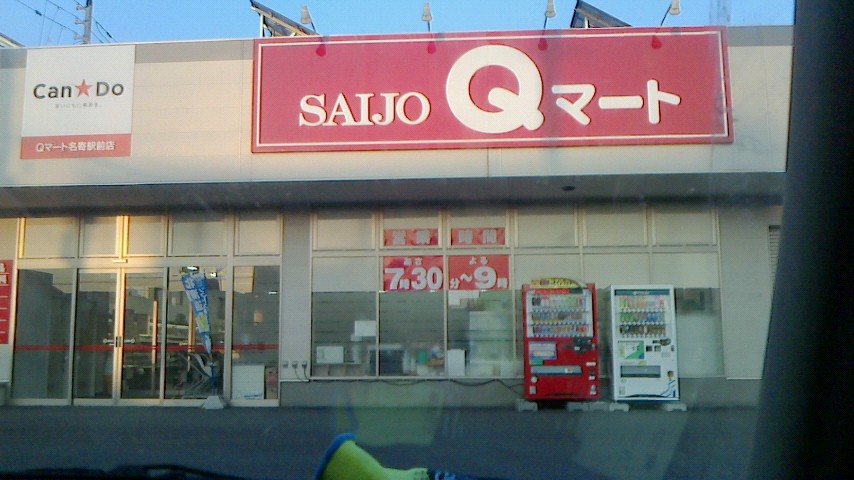 Can★Do
Qマート名寄駅前店
SAIJO Qマート
営業 時間
あさ よる
7時30分~9時